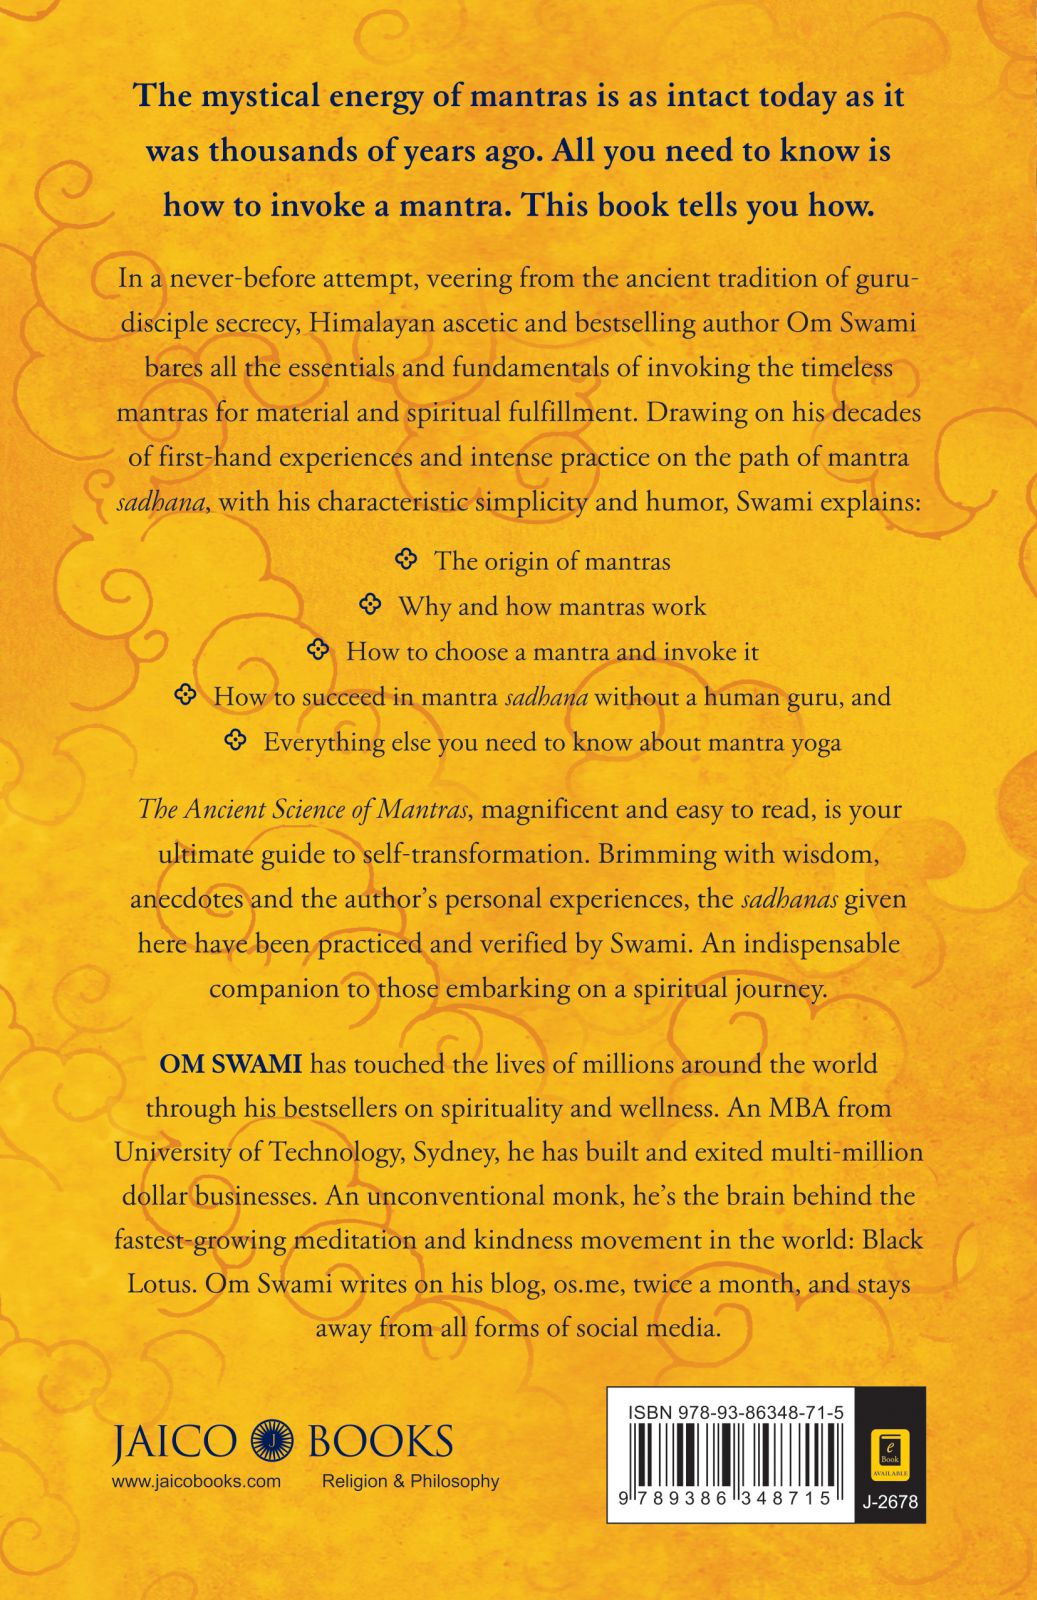 The mystical energy of mantras is as intact today as it
was thousands of years ago. All you need to know is
how to invoke a mantra. This book tells you how.
In a never-before attempt, veering from the ancient tradition of guru-
disciple secrecy, Himalayan ascetic and bestselling author Om Swami
bares all the essentials and fundamentals of invoking the timeless
mantras for material and spiritual fulfillment. Drawing on his decades
of first-hand experiences and intense practice on the path of mantra
sadhana, with his characteristic simplicity and humor, Swami explains:
The origin of mantras
Why and how mantras work
How to choose a mantra and invoke it
How to succeed in mantra sadhana without a human guru, and
Everything else you need to know about mantra yoga
The Ancient Science of Mantras, magnificent and easy to read, is your
ultimate guide to self-transformation. Brimming with wisdom,
anecdotes and the author's personal experiences, the sadhanas given
here have been practiced and verified by Swami. An indispensable
companion to those embarking on a spiritual journey.
OM SWAMI has touched the lives of millions around the world
through his bestsellers on spirituality and wellness. An MBA from
University of Technology, Sydney, he has built and exited multi-million
dollar businesses. An unconventional monk, he's the brain behind the
fastest-growing meditation and kindness movement in the world: Black
Lotus. Om Swami writes on his blog, os.me, twice a month, and stays
away from all forms of social media.
JAICO J BOOKS
www.jaicobooks.com Religion & Philosophy
ISBN 978-93-86348-71-5
9 789386 348715
e
Book
AVAILABLE
J-2678